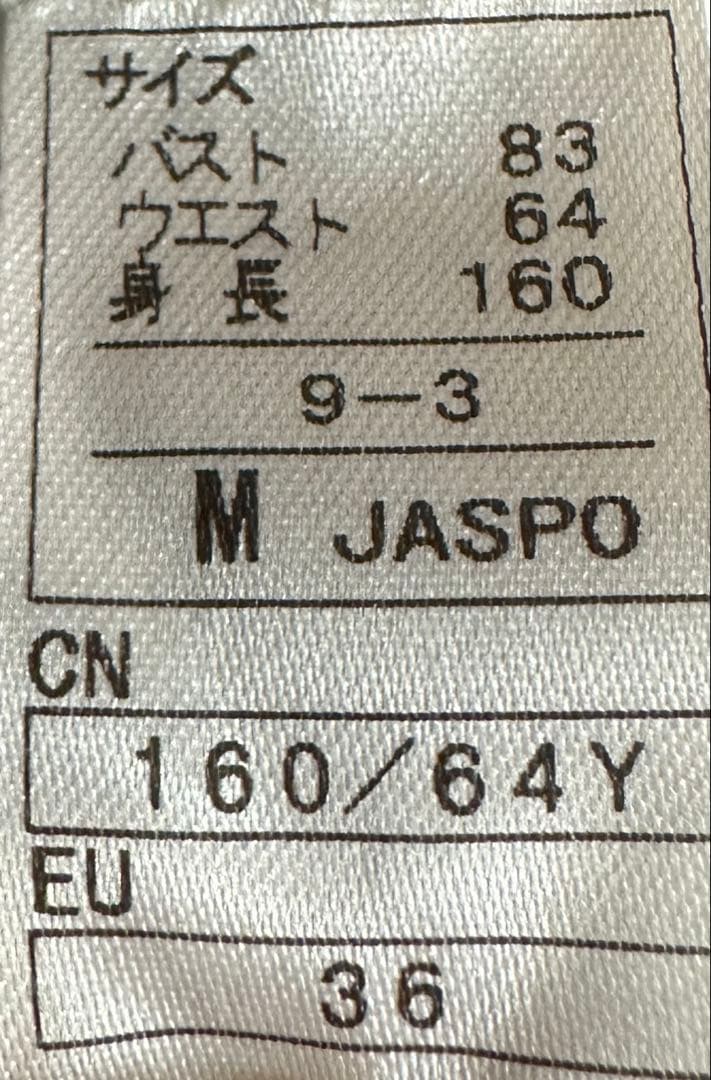 サイズ
バスト 83
ウエスト 64
身長 160
9-3
M JASPO
CN
160/64Y
EU
36